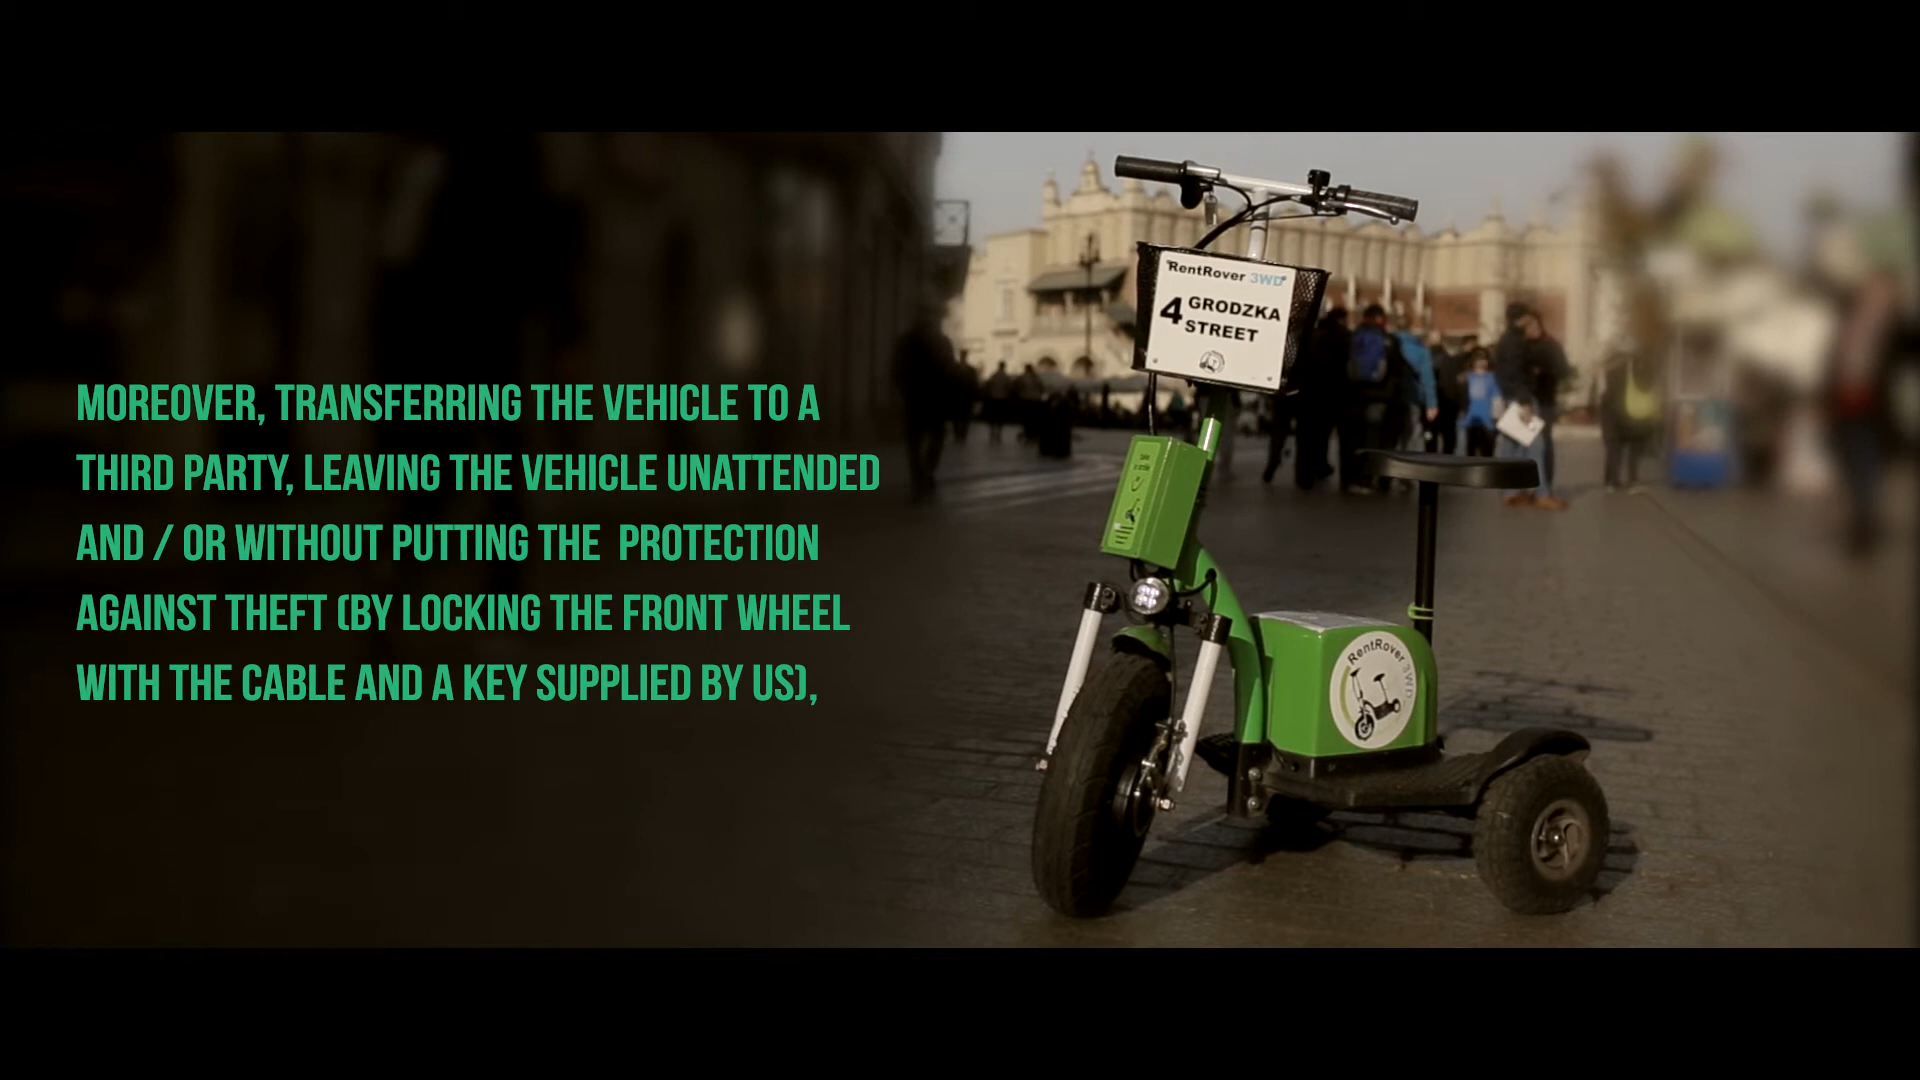 MOREOVER, TRANSFERRING THE VEHICLE TO A
THIRD PARTY, LEAVING THE VEHICLE UNATTENDED
AND / OR WITHOUT PUTTING THE  PROTECTION
AGAINST THEFT (BY LOCKING THE FRONT WHEEL
WITH THE CABLE AND A KEY SUPPLIED BY US),
RentRover 3WD
4 GRODZKA
STREET
RentRover 3WD